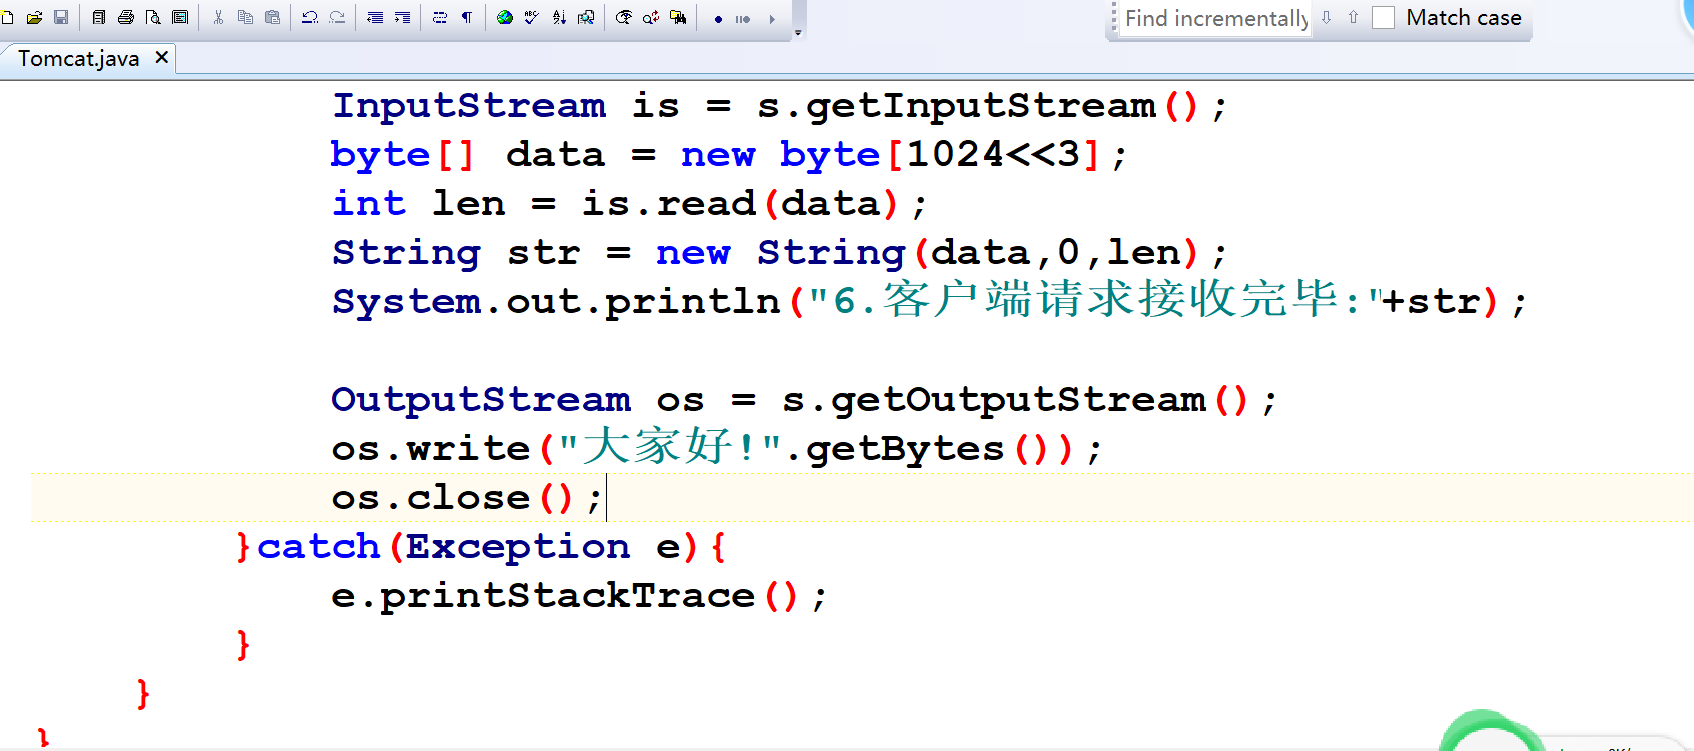 Find incrementally Match case
Tomcat.java
InputStream is = s.getInputStream();
byte[] data = new byte[1024<<3];
int len = is.read(data);
String str = new String(data,0,len);
System.out.println("6.客户端请求接收完毕:"+str);
OutputStream os = s.getOutputStream();
os.write("大家好!".getBytes());
os.close();
}catch(Exception e){
e.printStackTrace();
}
}
}